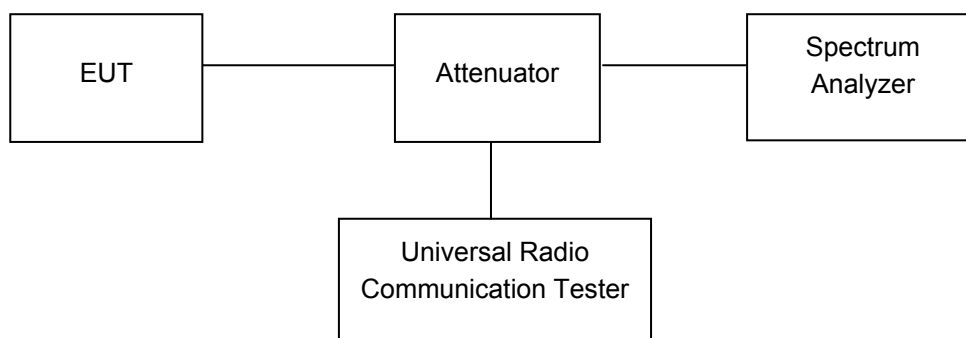 EUT
Attenuator
Spectrum
Analyzer
Universal Radio
Communication Tester